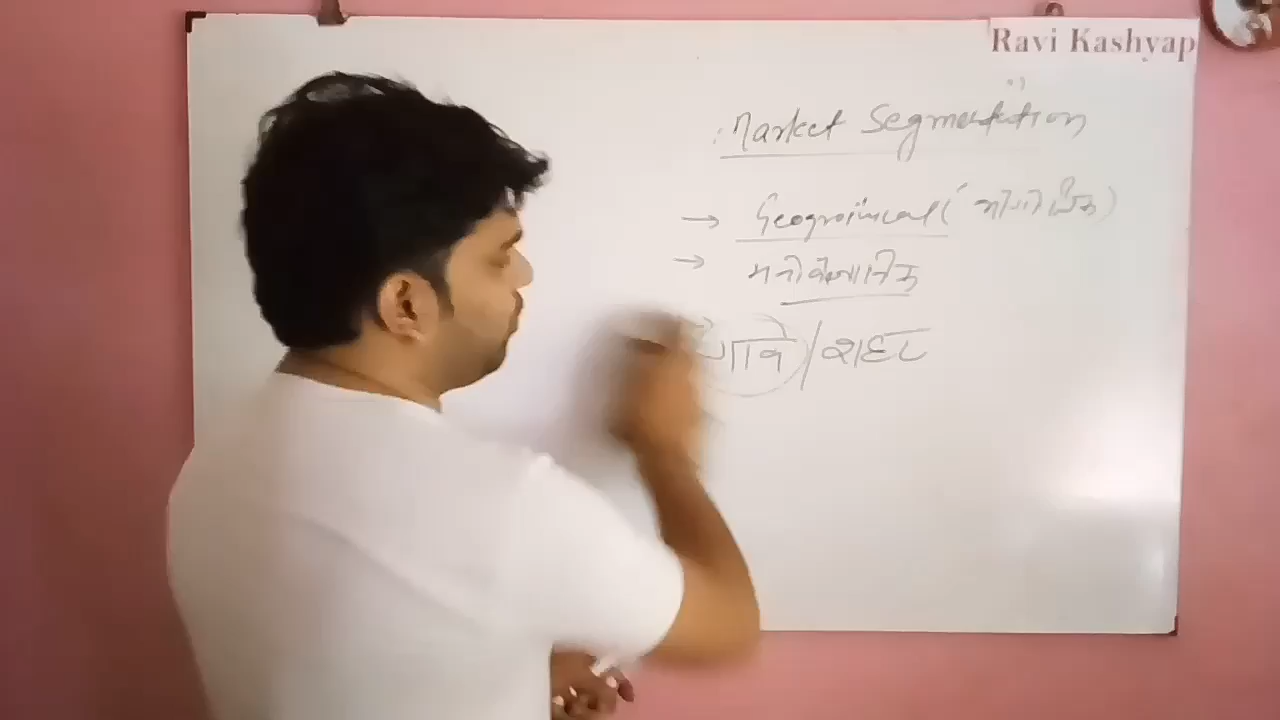 Ravi Kashyap
Market Segmentation
→ Geographical (भौगोलिक)
→ मनोवैज्ञानिक
→ गांव / शहर